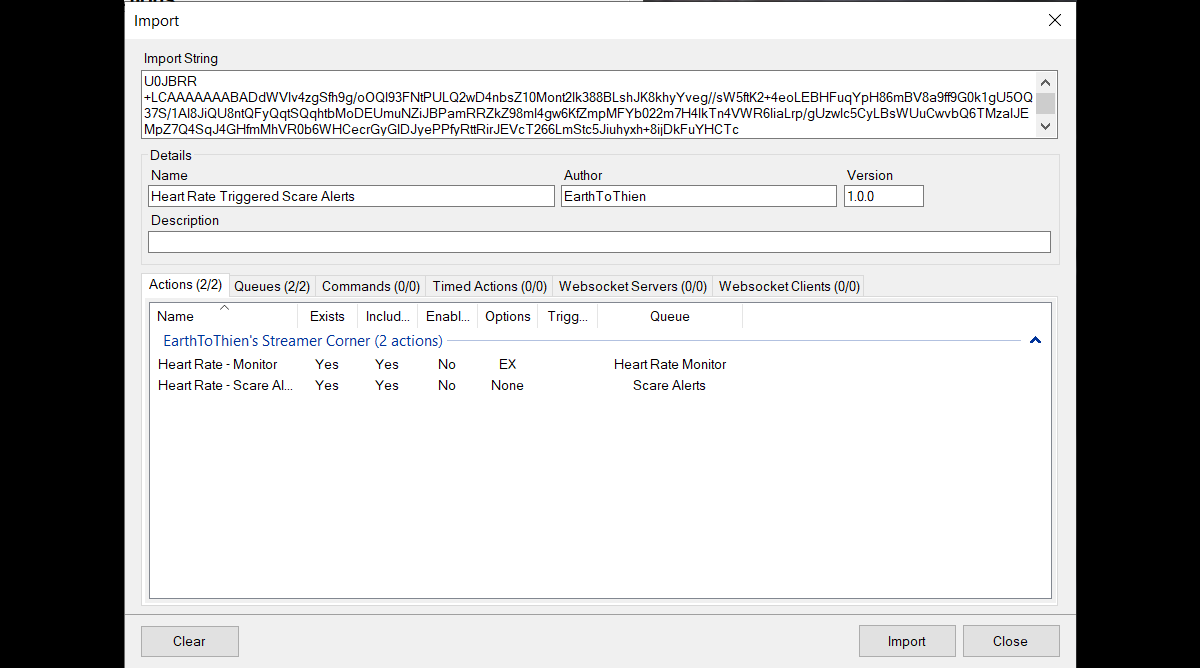 Import
Import String
U0JBRR
+LCAAAAAAABADdWVlv4zgSfh9g/oOQl93FNtPULQ2wD4nbsZ10Mont2lk388BLshJK8khyYveg//sW5ftK2+4eoLEBHFuqYpH86mBV8a9ff9G0k1gU5OQ
37S/1Al8JiQU8ntQFyQqtSQqhtbMoDEUmuNZiJBPamRRZkZ98ml4gw6KfZmpMFYb022m7H4lkTn4VWR6liaLrp/gUzwlc5CyLBsWUuCwvbQ6TMzalJE
MpZ7Q4SqJ4GHfmMhVR0b6WHCecrGyGlDJyePPfyRttRirJEVcT266LmStc5Jiuhyxh+8ijDkFuYHCTc
Details
Name
Author
Version
Heart Rate Triggered Scare Alerts
EarthToThien
1.0.0
Description
Actions (2/2)
Queues (2/2)
Commands (0/0)
Timed Actions (0/0)
Websocket Servers (0/0)
Websocket Clients (0/0)
Name Exists Includ... Enabl... Options Trigg... Queue
EarthToThien's Streamer Corner (2 actions)
Heart Rate - Monitor Yes Yes No EX Heart Rate Monitor
Heart Rate - Scare Al... Yes Yes No None Scare Alerts
Clear
Import
Close